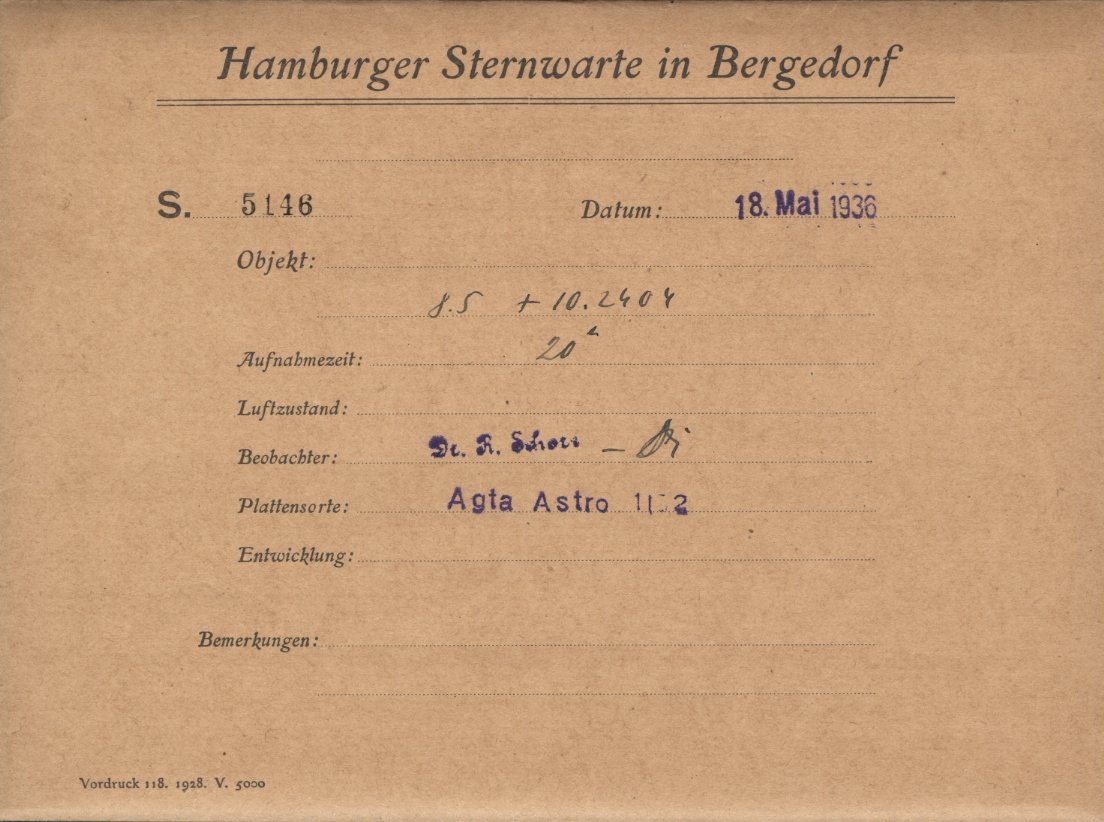 Hamburger Sternwarte in Bergedorf
S. 5146 Datum: 18. Mai 1936
Objekt:
8.5 + 10.2404
Aufnahmezeit: 20
Luftzustand:
Beobachter: Dr. R. Schorr –
Plattensorte: Agfa Astro
Entwicklung:
Bemerkungen:
Vordruck 118. 1928. V. 5000